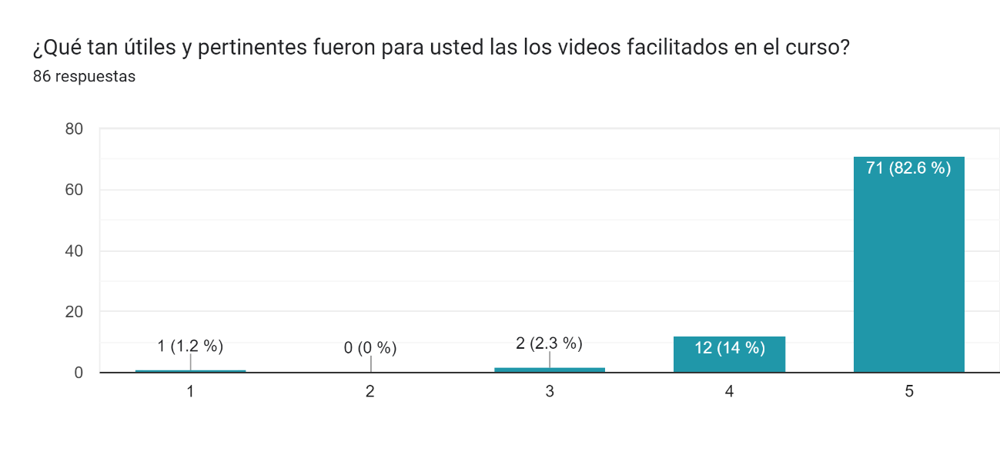 ¿Qué tan útiles y pertinentes fueron para usted las los videos facilitados en el curso?
86 respuestas
80
60
40
20
0
1 (1.2 %)
0 (0 %)
2 (2.3 %)
12 (14 %)
71 (82.6 %)
1
2
3
4
5